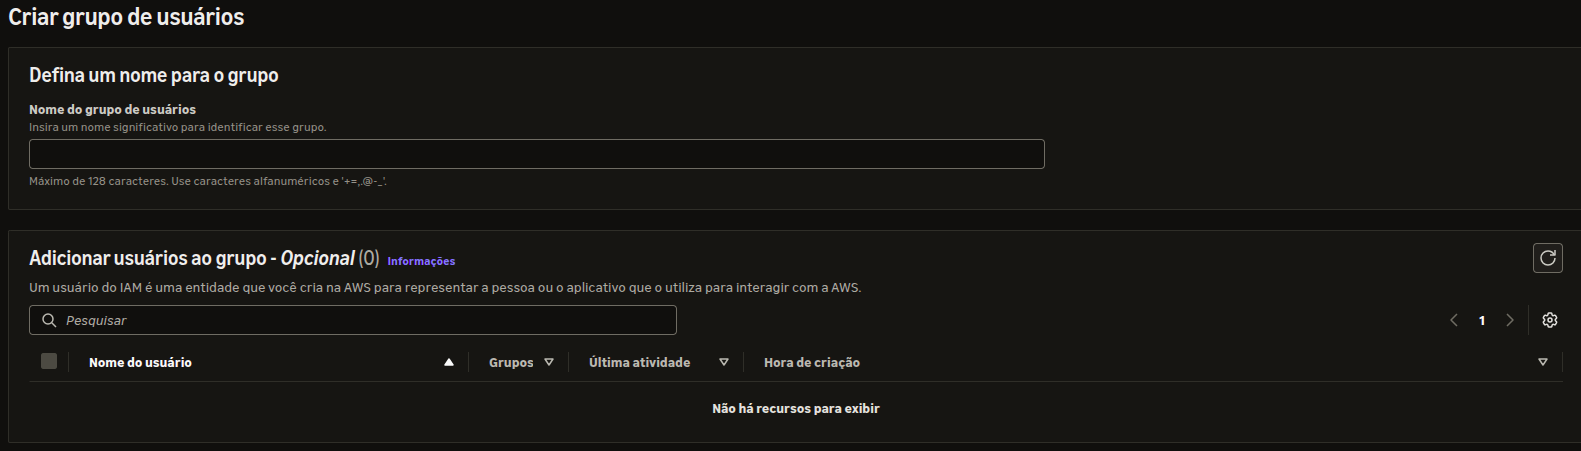 Criar grupo de usuários
Defina um nome para o grupo
Nome do grupo de usuários
Insira um nome significativo para identificar esse grupo.
Máximo de 128 caracteres. Use caracteres alfanuméricos e '+=,.@-_'.
Adicionar usuários ao grupo - Opcional (0) Informações
Um usuário do IAM é uma entidade que você cria na AWS para representar a pessoa ou o aplicativo que o utiliza para interagir com a AWS.
Pesquisar
1
Nome do usuário Grupos Última atividade Hora de criação
Não há recursos para exibir